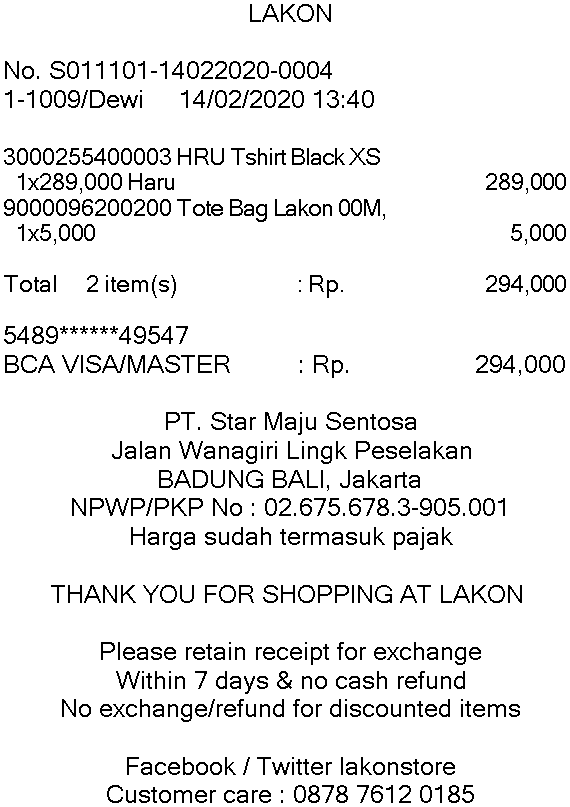 LAKON
No. S011101-14022020-0004
1-1009/Dewi 14/02/2020 13:40
3000255400003 HRU Tshirt Black XS
1x289,000 Haru 289,000
9000096200200 Tote Bag Lakon 00M,
1x5,000 5,000
Total 2 item(s) : Rp. 294,000
5489******49547
BCA VISA/MASTER : Rp. 294,000
PT. Star Maju Sentosa
Jalan Wanagiri Lingk Peselakan
BADUNG BALI, Jakarta
NPWP/PKP No : 02.675.678.3-905.001
Harga sudah termasuk pajak
THANK YOU FOR SHOPPING AT LAKON
Please retain receipt for exchange
Within 7 days & no cash refund
No exchange/refund for discounted items
Facebook / Twitter lakonstore
Customer care : 0878 7612 0185